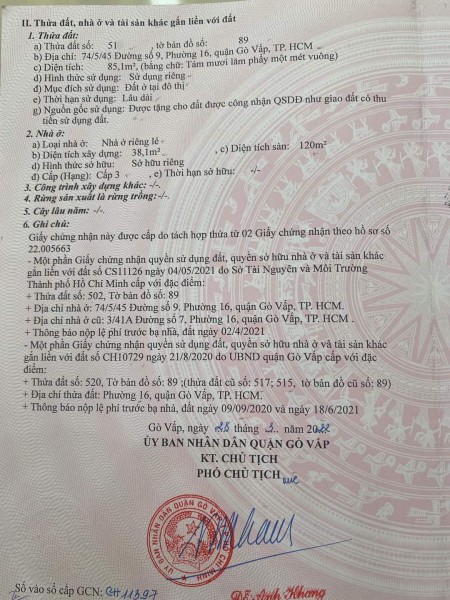 II. Thửa đất, nhà ở và tài sản khác gắn liền với đất
1. Thửa đất:
a) Thửa đất số: 51 tờ bản đồ số: 89
b) Địa chỉ: 74/5/45 Đường số 9, Phường 16, quận Gò Vấp, TP. HCM
c) Diện tích: 85,1m², (bằng chữ: Tám mươi lăm phẩy một mét vuông)
d) Hình thức sử dụng: Sử dụng riêng
đ) Mục đích sử dụng: Đất ở tại đô thị
e) Thời hạn sử dụng: Lâu dài
g) Nguồn gốc sử dụng: Được tặng cho đất được công nhận QSDĐ như giao đất có thu
tiền sử dụng đất.
2. Nhà ở:
a) Loại nhà ở: Nhà ở riêng lẻ
b) Diện tích xây dựng: 38,1m² , c) Diện tích sàn: 120m²
d) Hình thức sở hữu: Sở hữu riêng
đ) Cấp (Hạng): Cấp 3 , e) Thời hạn sở hữu: -/-
3. Công trình xây dựng khác: -/-.
4. Rừng sản xuất là rừng trồng: -/-.
5. Cây lâu năm: -/-.
6. Ghi chú:
Giấy chứng nhận này được cấp do tách hợp thửa từ 02 Giấy chứng nhận theo hồ sơ số
22.005663
- Một phần Giấy chứng nhận quyền sử dụng đất, quyền sở hữu nhà ở và tài sản khác
gắn liền với đất số CS11126 ngày 04/05/2021 do Sở Tài Nguyên và Môi Trường
Thành phố Hồ Chí Minh cấp với đặc điểm:
+ Thửa đất số: 502, Tờ bản đồ số: 89
+ Địa chỉ nhà ở: 74/5/45 Đường số 9, Phường 16, quận Gò Vấp, TP. HCM.
+ Địa chỉ nhà ở cũ: 3/41A Đường số 7, Phường 16, quận Gò Vấp, TP. HCM .
+ Thông báo nộp lệ phí trước bạ nhà, đất ngày 02/4/2021
- Một phần Giấy chứng nhận quyền sử dụng đất, quyền sở hữu nhà ở và tài sản khác
gắn liền với đất số CH10729 ngày 21/8/2020 do UBND quận Gò Vấp cấp với đặc
điểm:
+ Thửa đất số: 520, Tờ bản đồ số: 89 ;(thửa đất cũ số: 517; 515, tờ bản đồ cũ số: 89)
+ Địa chỉ thửa đất: Phường 16, quận Gò Vấp, TP. HCM.
+ Thông báo nộp lệ phí trước bạ nhà, đất ngày 09/09/2020 và ngày 18/6/2021
Gò Vấp, ngày 28 tháng 3 năm 2022
ỦY BAN NHÂN DÂN QUẬN GÒ VẤP
KT. CHỦ TỊCH
PHÓ CHỦ TỊCH
ỦY BAN NHÂN DÂN QUẬN GÒ VẤP
Số vào sổ cấp GCN: CH11597
Đỗ Anh Khang